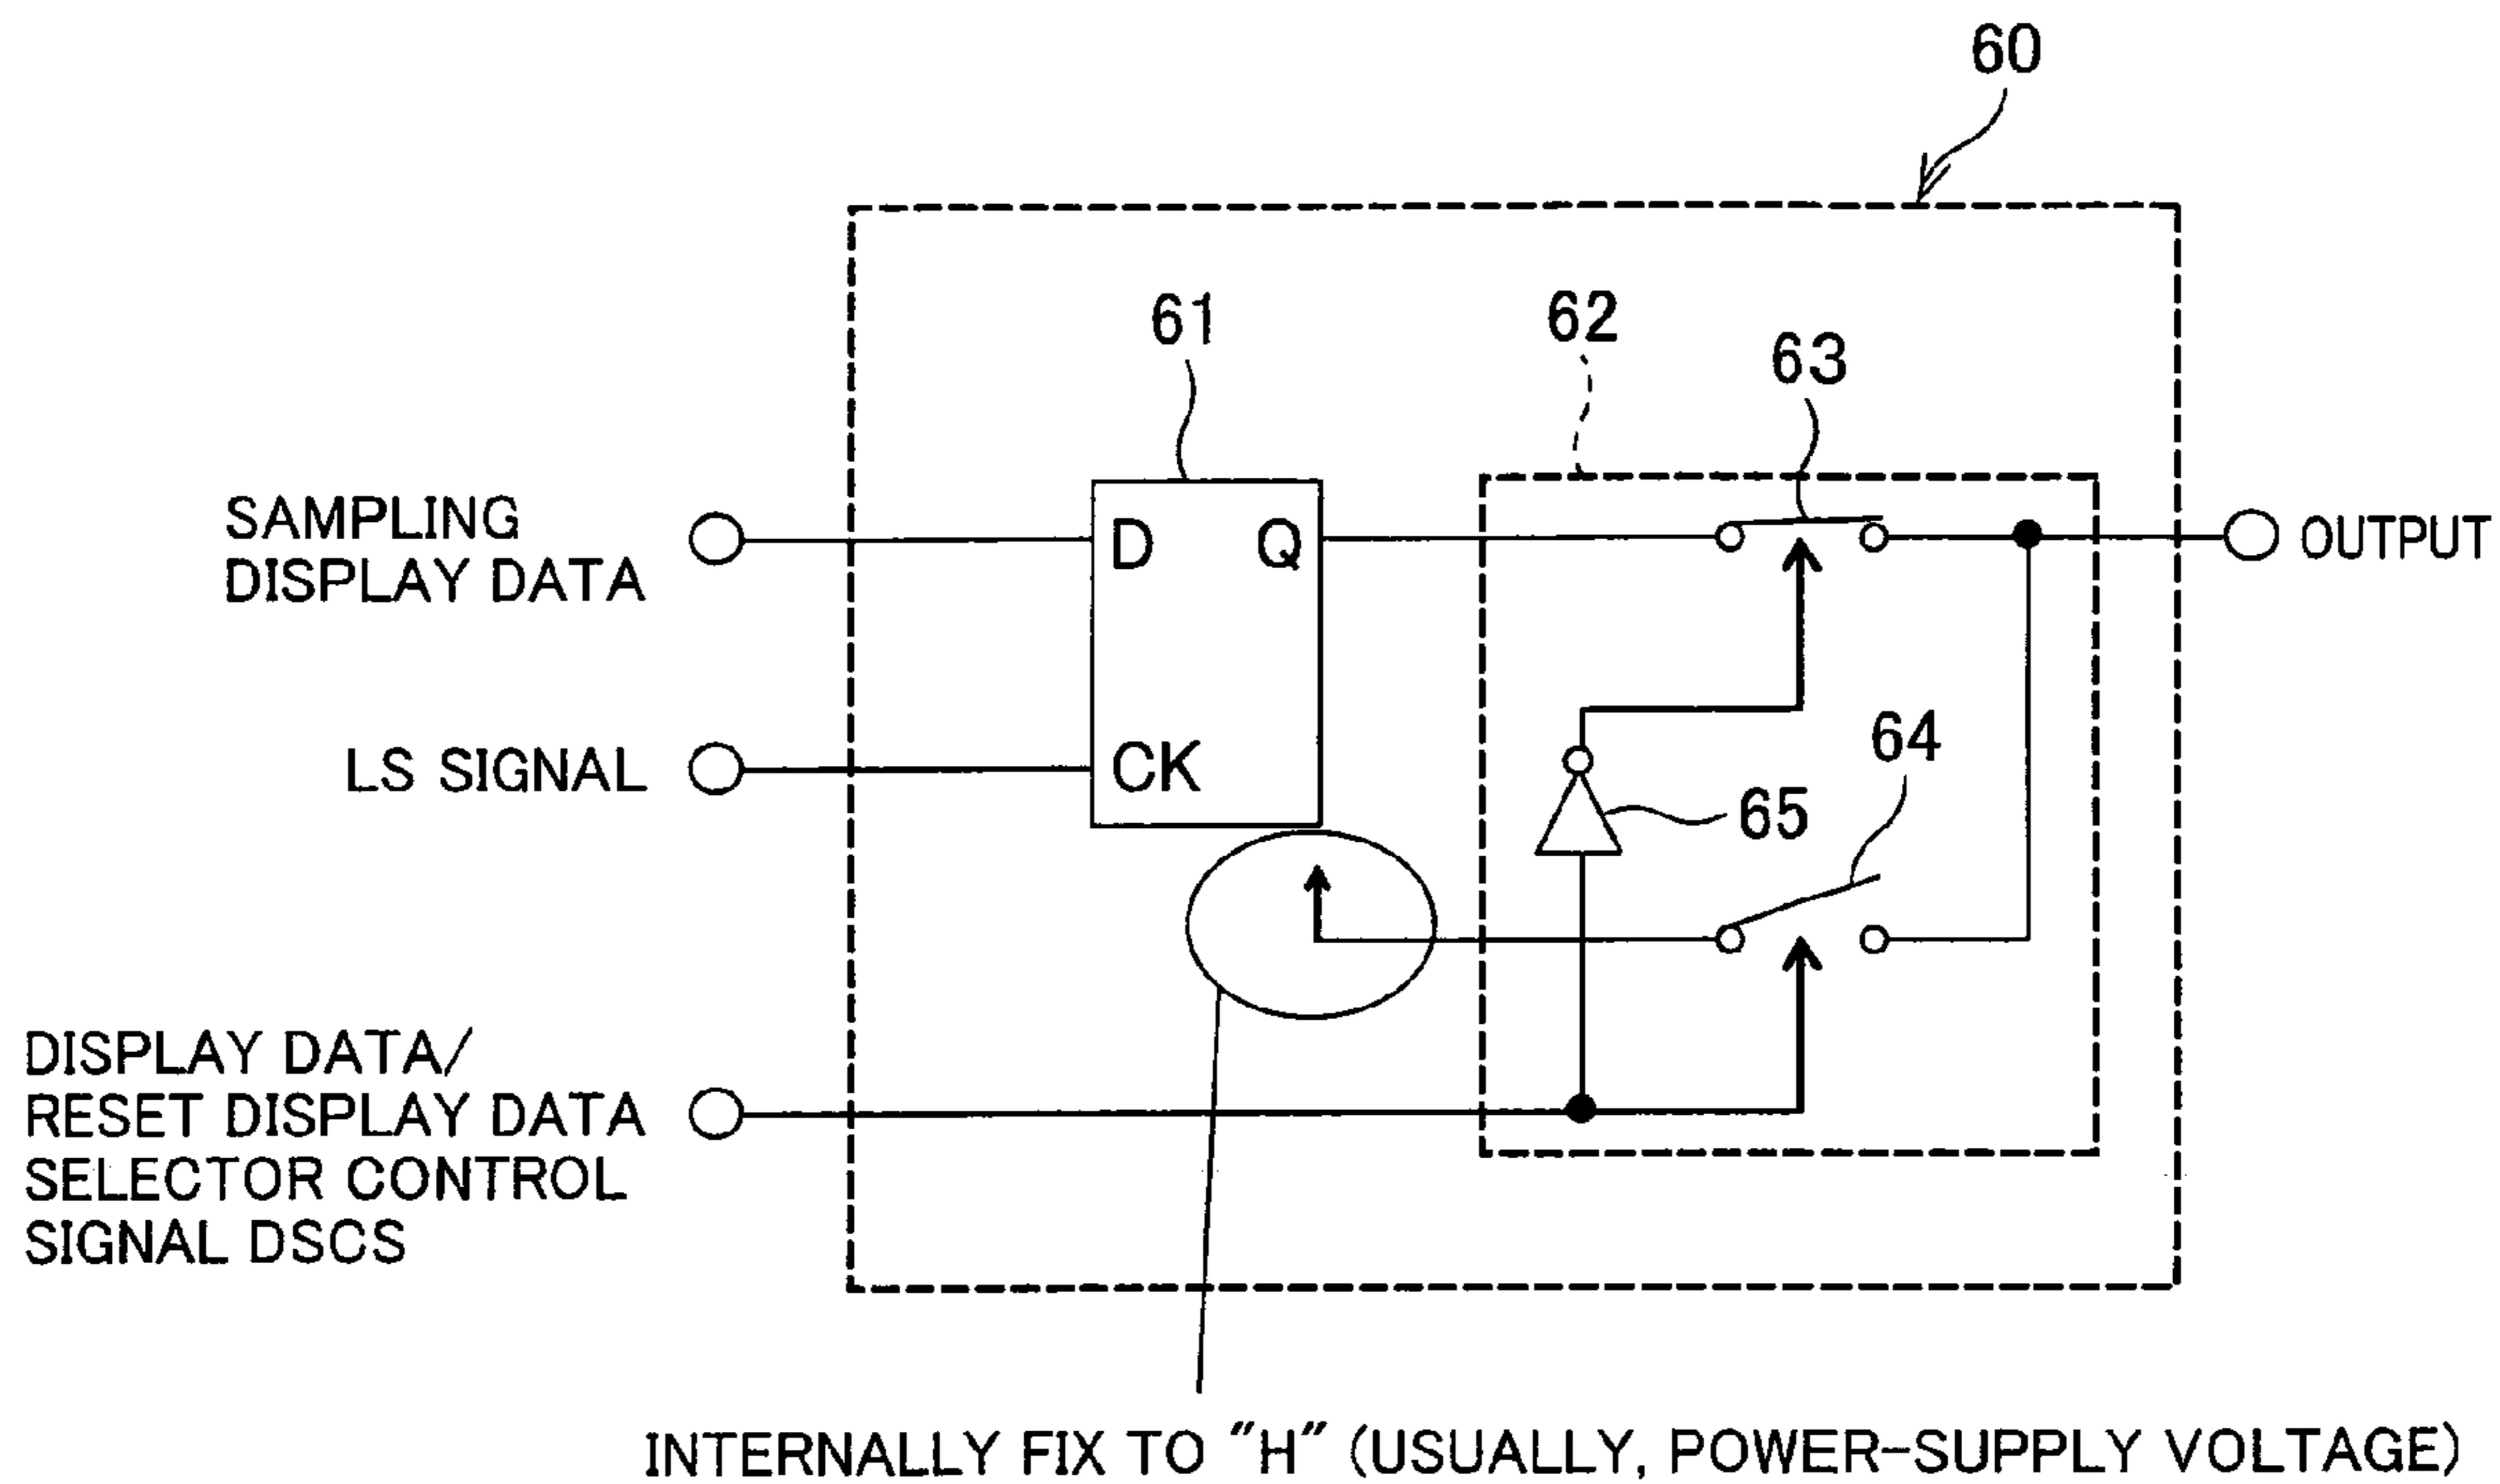 60
61
62
63
SAMPLING
DISPLAY DATA
D
Q
OUTPUT
LS SIGNAL
CK
64
65
DISPLAY DATA/
RESET DISPLAY DATA
SELECTOR CONTROL
SIGNAL DSCS
INTERNALLY FIX TO "H" (USUALLY, POWER-SUPPLY VOLTAGE)